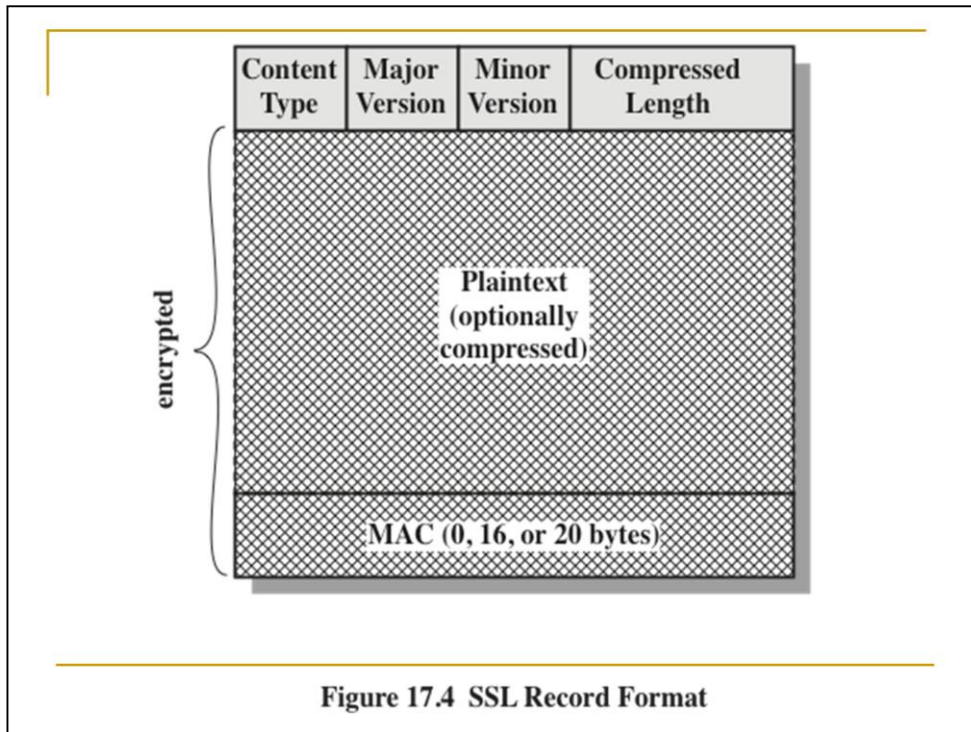 Content Type
Major Version
Minor Version
Compressed Length
encrypted
Plaintext
(optionally
compressed)
MAC (0, 16, or 20 bytes)
Figure 17.4 SSL Record Format